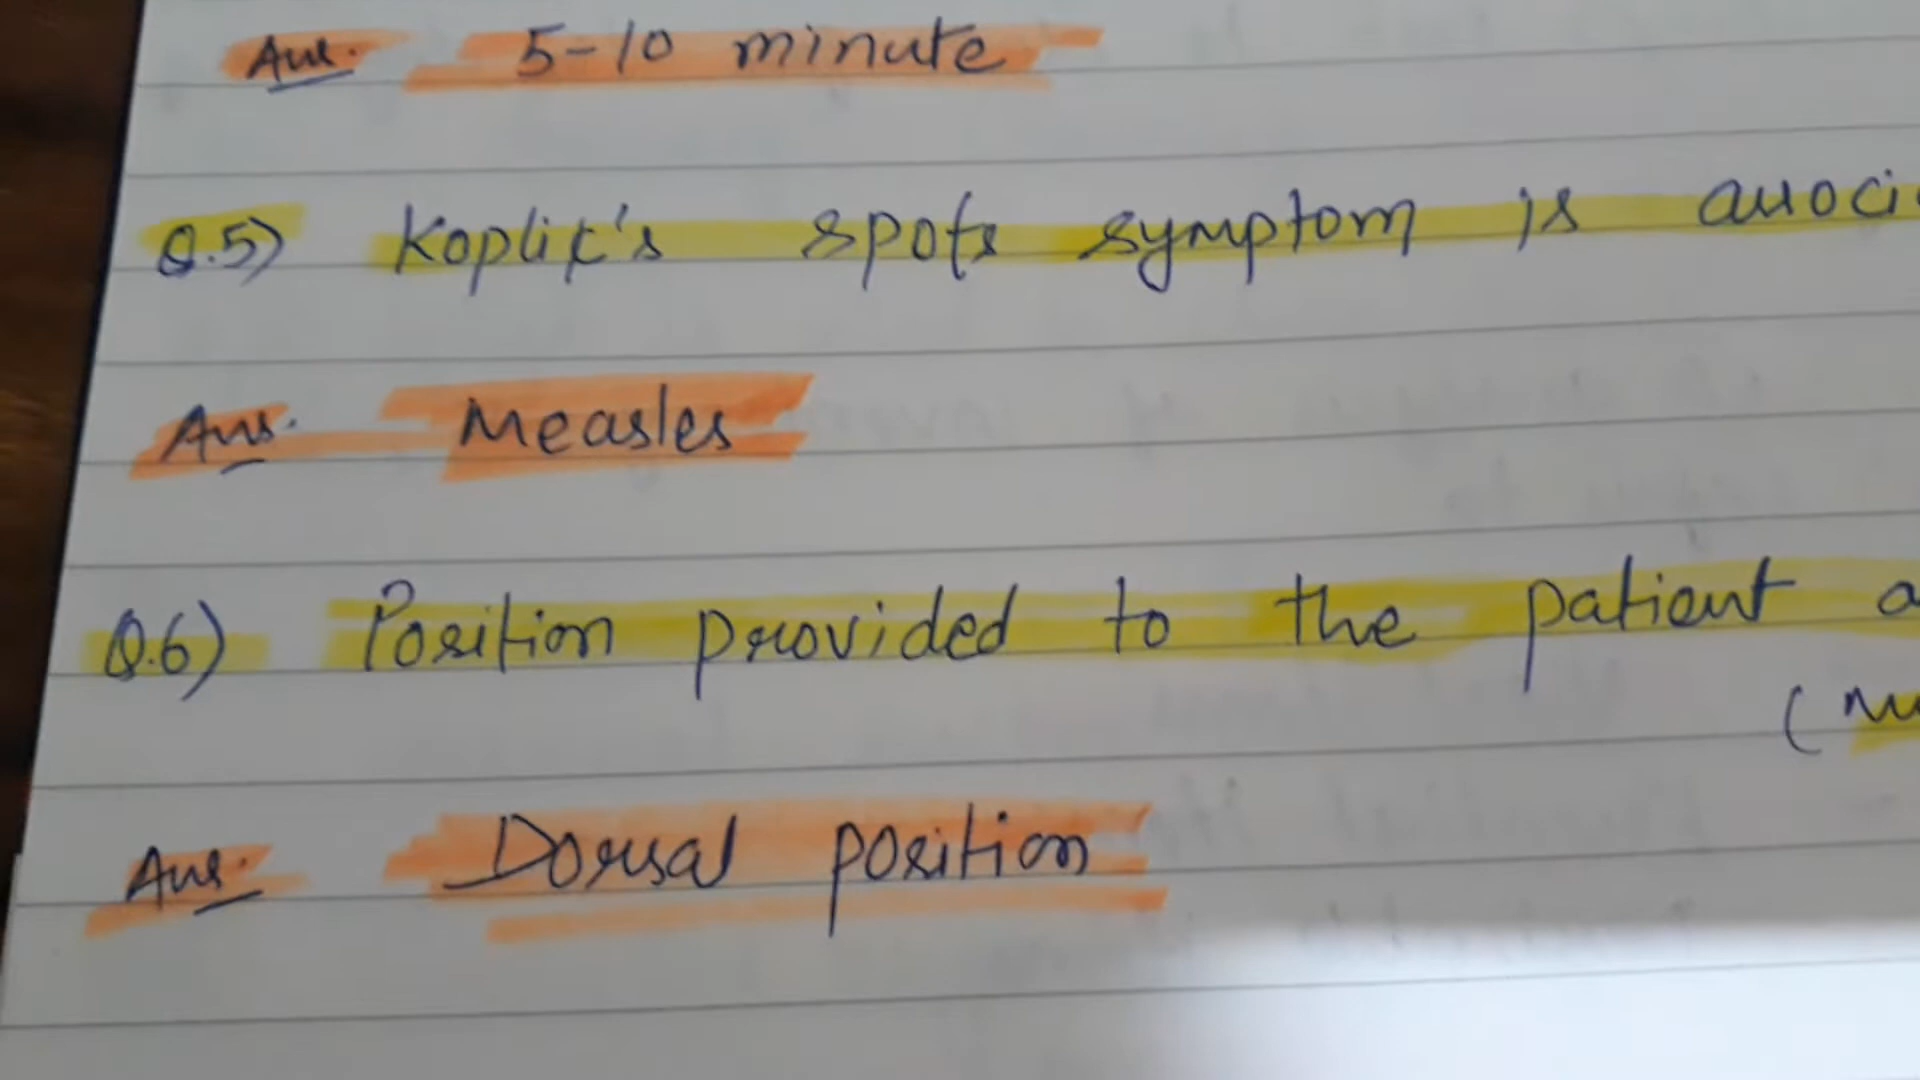 Ans. 5-10 minute
Q.5) Koplik's spots symptom is associ
Ans. Measles
Q.6) Position provided to the patient a
(
Ans. Dorsal position